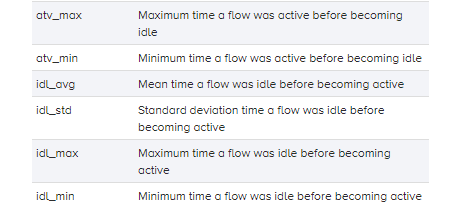 atv_max Maximum time a flow was active before becoming
idle
atv_min Minimum time a flow was active before becoming idle
idl_avg Mean time a flow was idle before becoming active
idl_std Standard deviation time a flow was idle before
becoming active
idl_max Maximum time a flow was idle before becoming
active
idl_min Minimum time a flow was idle before becoming active